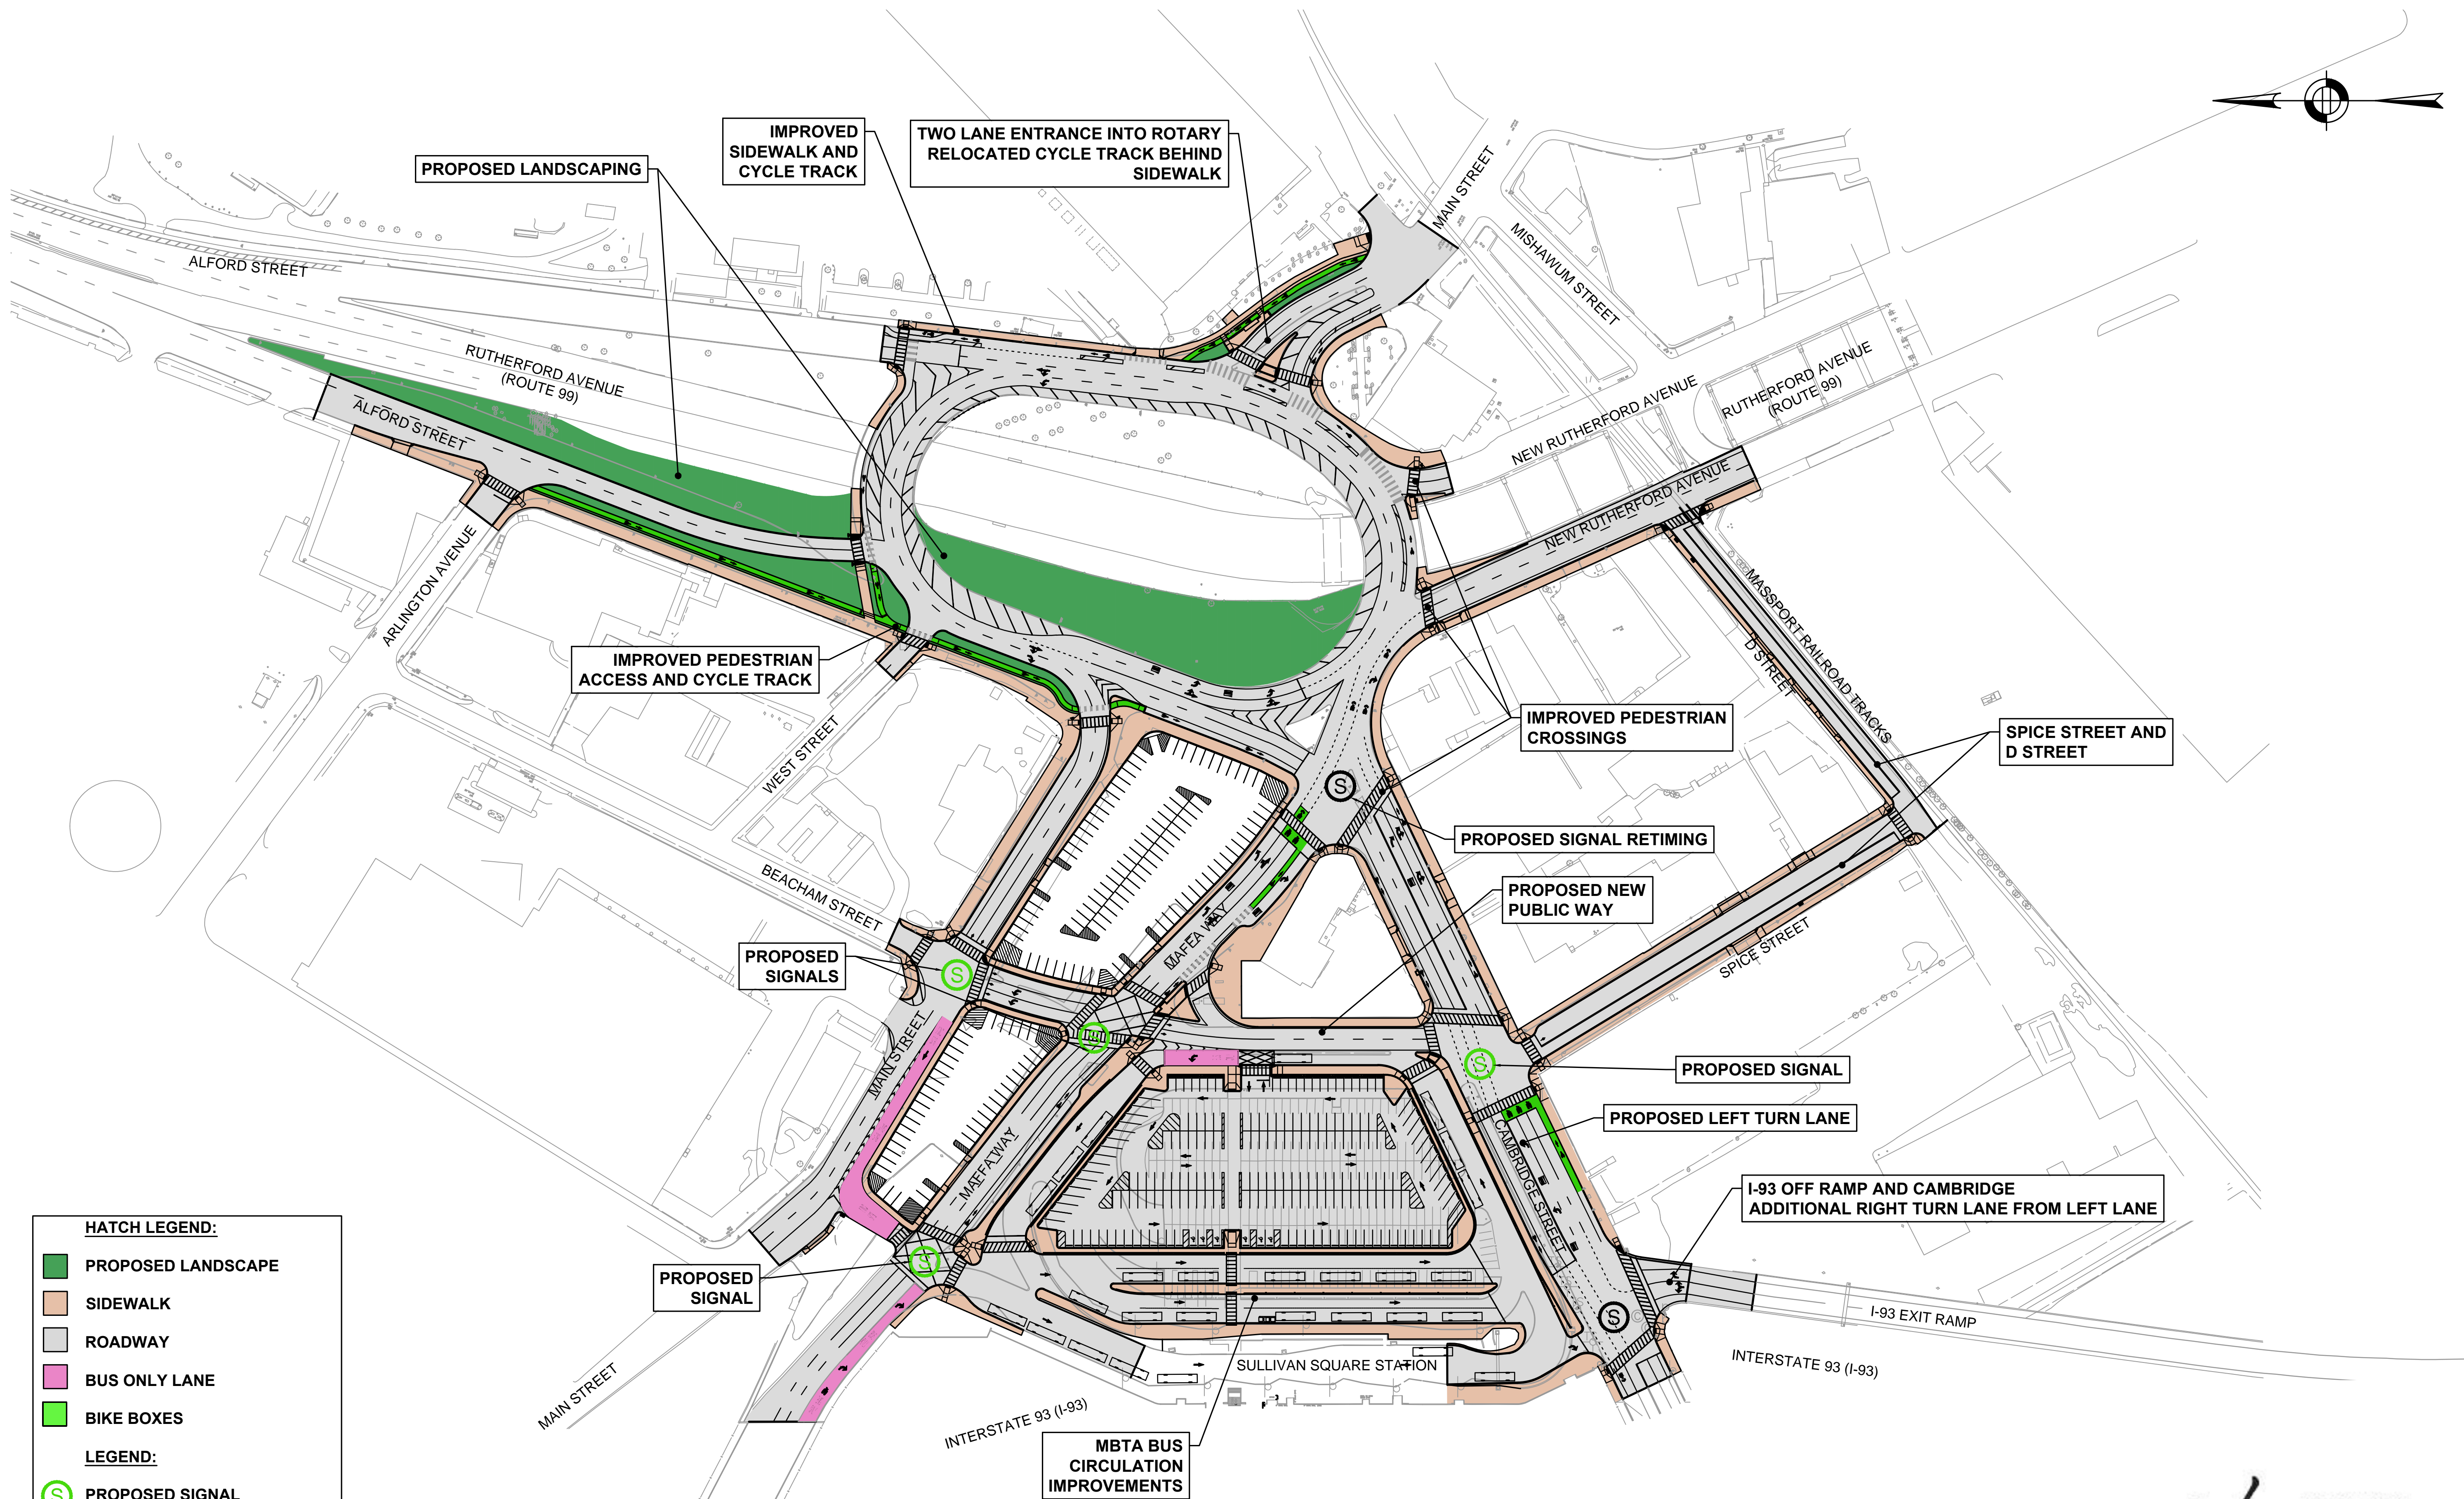 IMPROVED
SIDEWALK AND
CYCLE TRACK
TWO LANE ENTRANCE INTO ROTARY
RELOCATED CYCLE TRACK BEHIND
SIDEWALK
PROPOSED LANDSCAPING
MAIN STREET
MISHAWUM STREET
ALFORD STREET
RUTHERFORD AVENUE
(ROUTE 99)
RUTHERFORD AVENUE
(ROUTE 99)
NEW RUTHERFORD AVENUE
ALFORD STREET
NEW RUTHERFORD AVENUE
ARLINGTON AVENUE
MASSPORT RAILROAD TRACKS
D STREET
IMPROVED PEDESTRIAN
ACCESS AND CYCLE TRACK
IMPROVED PEDESTRIAN
CROSSINGS
SPICE STREET AND
D STREET
WEST STREET
S
PROPOSED SIGNAL RETIMING
BEACHAM STREET
PROPOSED NEW
PUBLIC WAY
MAFFA WAY
SPICE STREET
PROPOSED
SIGNALS
S
S
S
MAIN STREET
PROPOSED SIGNAL
PROPOSED LEFT TURN LANE
MAFFA WAY
CAMBRIDGE STREET
I-93 OFF RAMP AND CAMBRIDGE
ADDITIONAL RIGHT TURN LANE FROM LEFT LANE
S
PROPOSED
SIGNAL
S
I-93 EXIT RAMP
SULLIVAN SQUARE STATION
INTERSTATE 93 (I-93)
MAIN STREET
INTERSTATE 93 (I-93)
MBTA BUS
CIRCULATION
IMPROVEMENTS
HATCH LEGEND:
PROPOSED LANDSCAPE
SIDEWALK
ROADWAY
BUS ONLY LANE
BIKE BOXES
LEGEND:
S PROPOSED SIGNAL